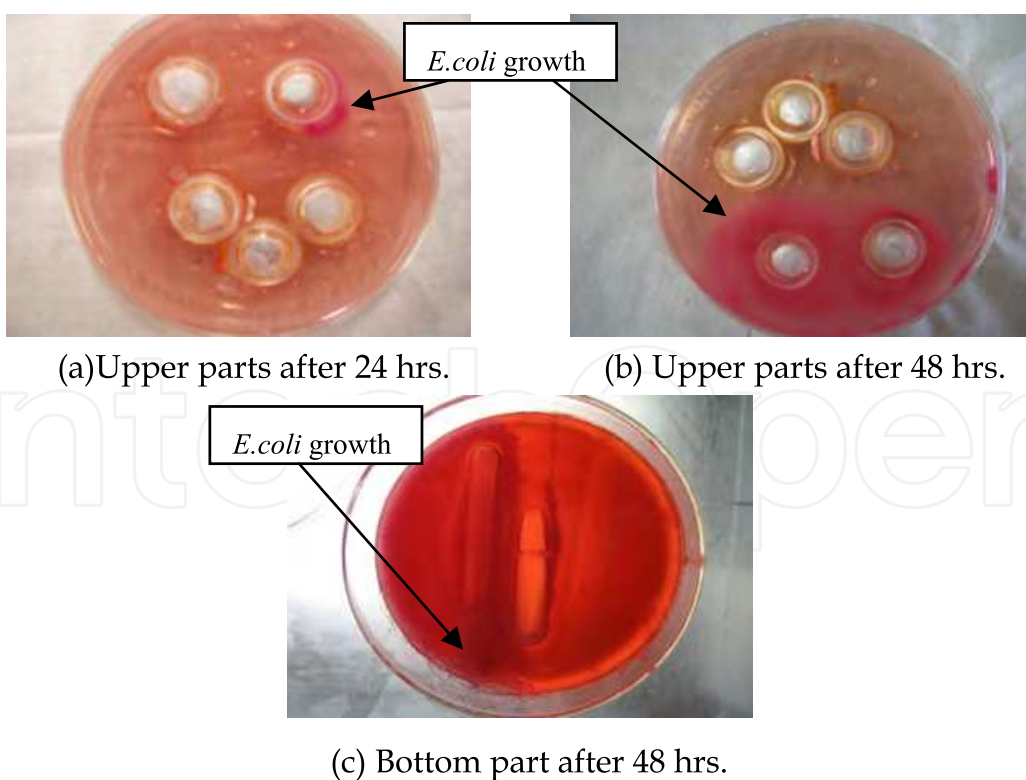 E.coli growth
(a)Upper parts after 24 hrs.
(b) Upper parts after 48 hrs.
E.coli growth
(c) Bottom part after 48 hrs.